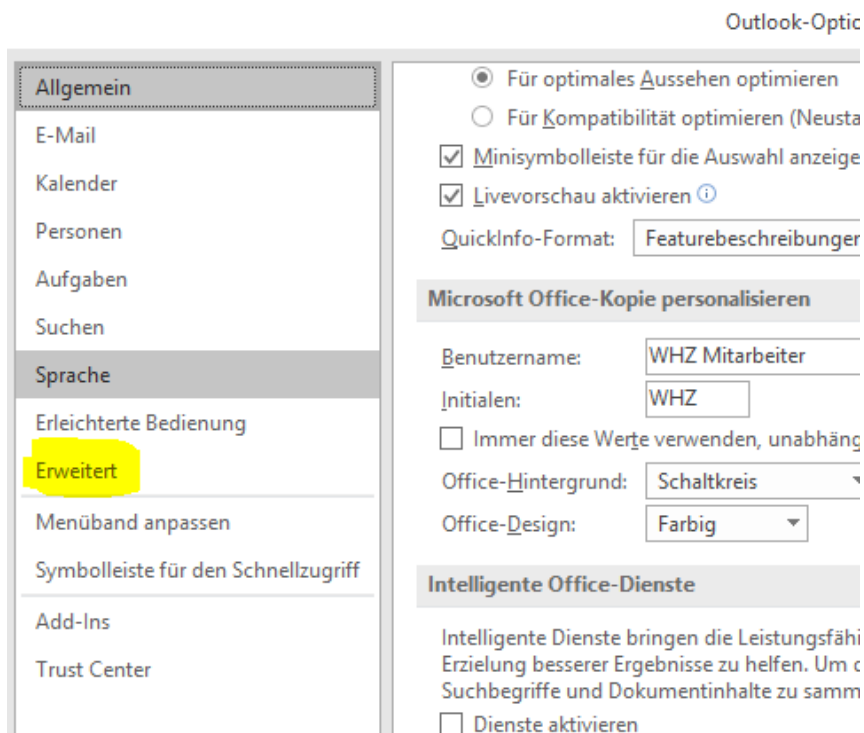 Outlook-Optio
Allgemein
E-Mail
Kalender
Personen
Aufgaben
Suchen
Sprache
Erleichterte Bedienung
Erweitert
Menüband anpassen
Symbolleiste für den Schnellzugriff
Add-Ins
Trust Center
Für optimales Aussehen optimieren
Für Kompatibilität optimieren (Neusta
Minisymbolleiste für die Auswahl anzeige
Livevorschau aktivieren
QuickInfo-Format: Featurebeschreibungen
Microsoft Office-Kopie personalisieren
Benutzername: WHZ Mitarbeiter
Initialen: WHZ
Immer diese Werte verwenden, unabhäng
Office-Hintergrund: Schaltkreis
Office-Design: Farbig
Intelligente Office-Dienste
Intelligente Dienste bringen die Leistungsfähi
Erzielung besserer Ergebnisse zu helfen. Um d
Suchbegriffe und Dokumentinhalte zu samm
Dienste aktivieren